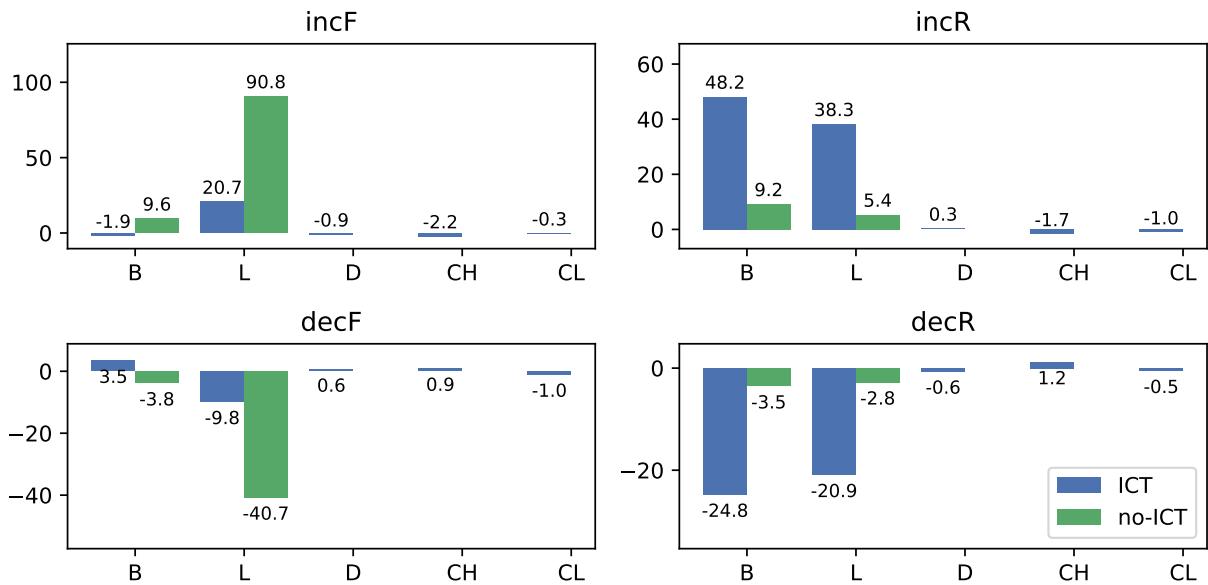 incF
100
50
0
-1.9
9.6
20.7
90.8
-0.9
-2.2
-0.3
B
L
D
CH
CL
incR
60
40
20
0
48.2
9.2
38.3
5.4
0.3
-1.7
-1.0
B
L
D
CH
CL
decF
0
−20
−40
3.5
-3.8
-9.8
-40.7
0.6
0.9
-1.0
B
L
D
CH
CL
decR
0
−20
-24.8
-3.5
-20.9
-2.8
-0.6
1.2
-0.5
ICT
no-ICT
B
L
D
CH
CL